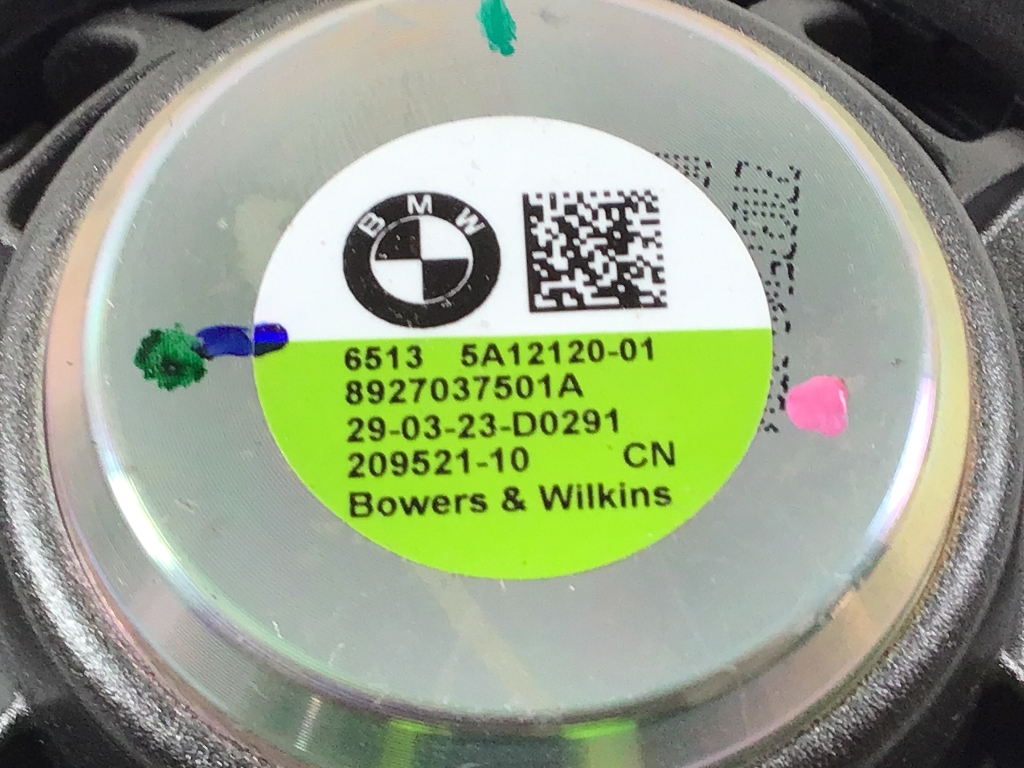 BMW
6513 5A12120-01
8927037501A
29-03-23-D0291
209521-10 CN
Bowers & Wilkins